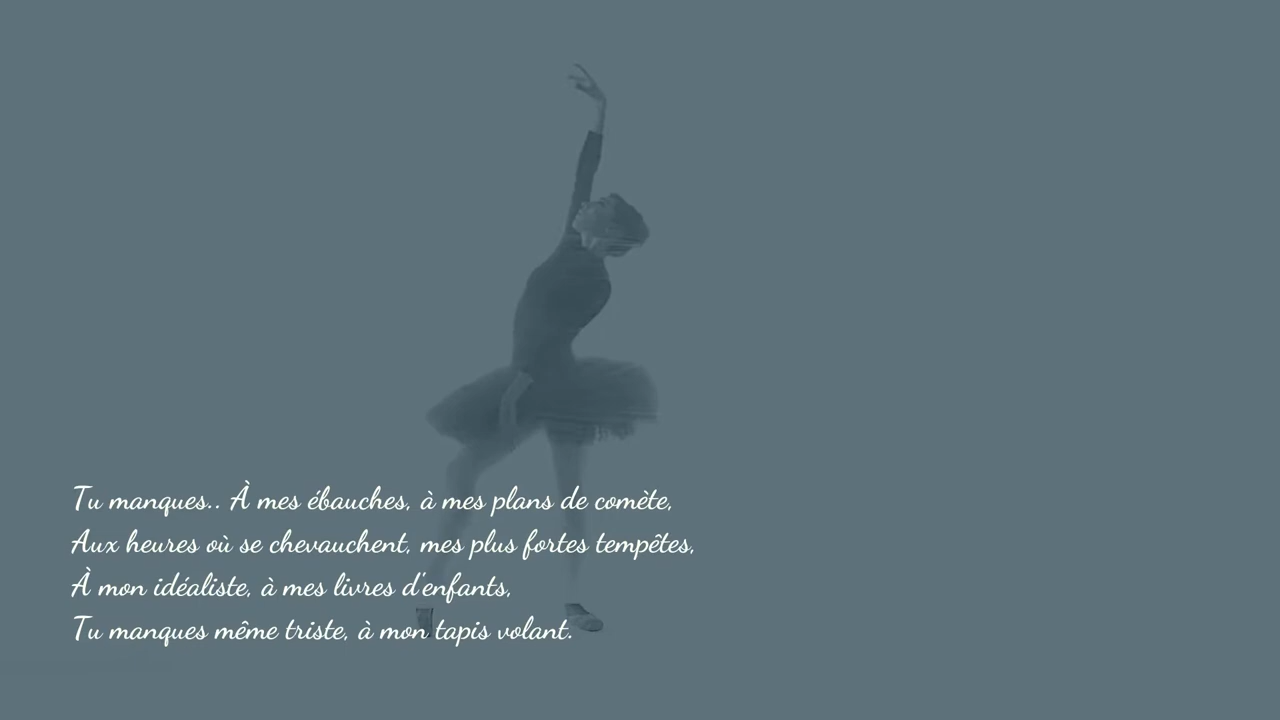 Tu manques.. À mes ébauches, à mes plans de comète,
Aux heures où se chevauchent, mes plus fortes tempêtes,
À mon idéaliste, à mes livres d'enfants,
Tu manques même triste, à mon tapis volant.